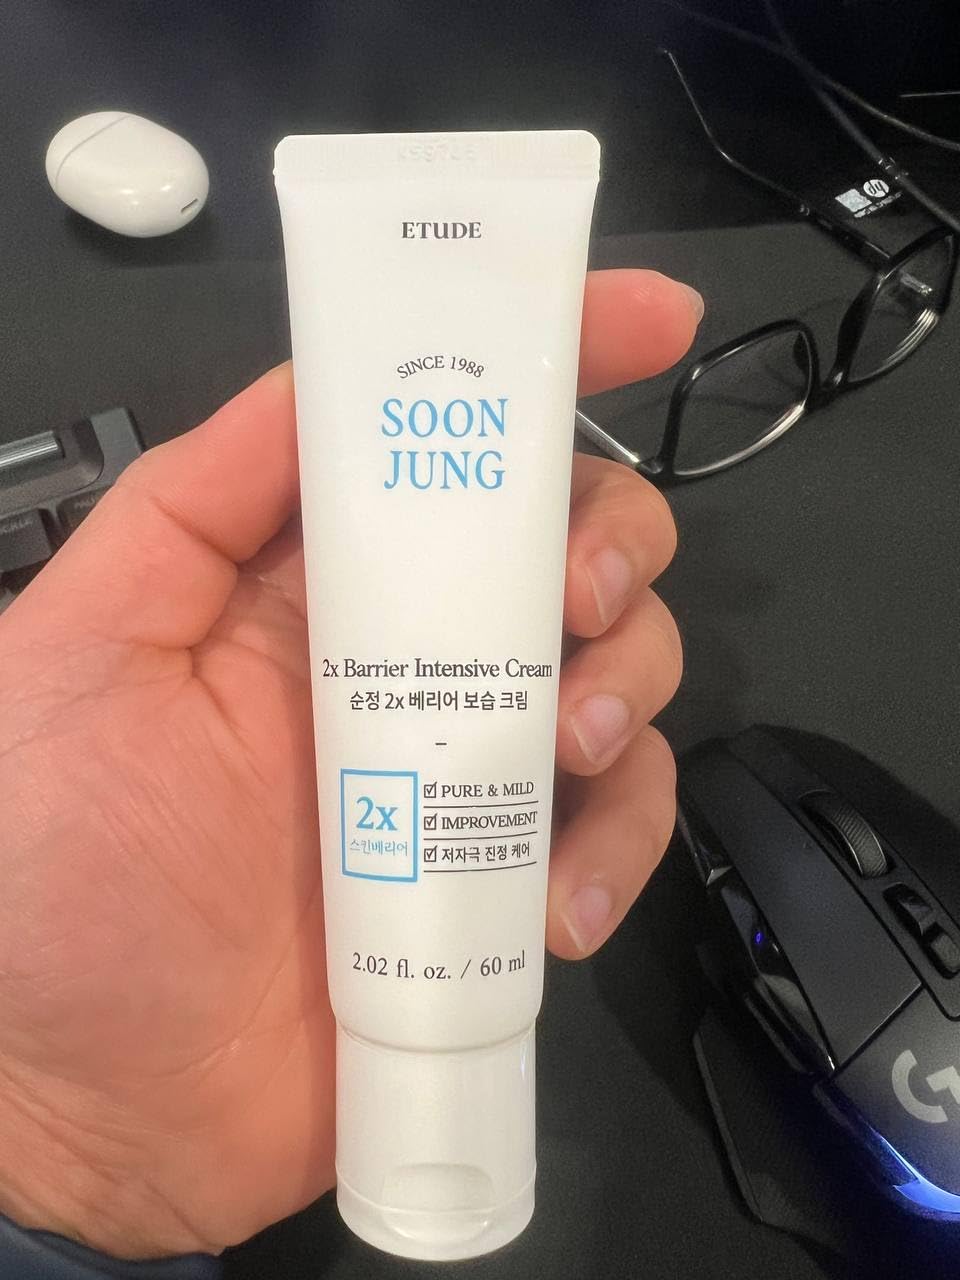 ETUDE
SINCE 1988
SOON
JUNG
2x Barrier Intensive Cream
순정 2x 베리어 보습 크림
2x
스킨베리어
PURE & MILD
IMPROVEMENT
저자극 진정 케어
2.02 fl. oz. / 60 ml
hp
G